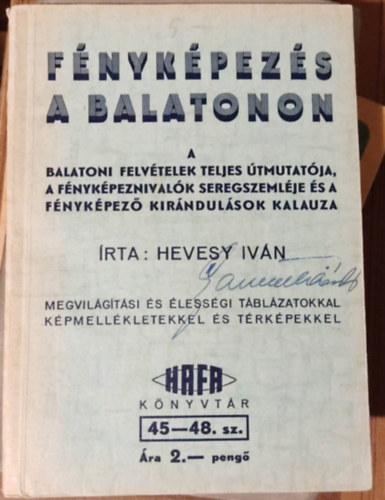 FÉNYKÉPEZÉS
A BALATONON
A
BALATONI FELVÉTELEK TELJES ÚTMUTATÓJA,
A FÉNYKÉPEZNIVALÓK SEREGSZEMLÉJE ÉS A
FÉNYKÉPEZŐ KIRÁNDULÁSOK KALAUZA
ÍRTA: HEVESY IVÁN
MEGVILÁGÍTÁSI ÉS ÉLESSÉGI TÁBLÁZATOKKAL
KÉPMELLÉKLETEKKEL ÉS TÉRKÉPEKKEL
HAFA
KÖNYVTÁR
45—48. sz.
Ára 2.— pengő